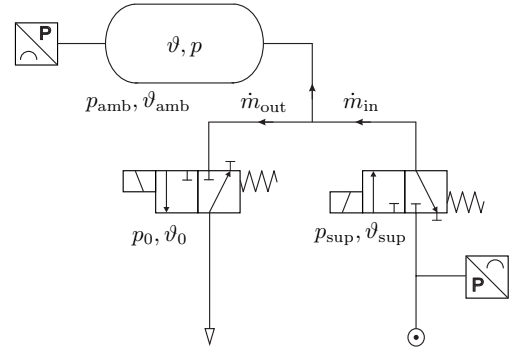 P
ϑ, p
p_amb, ϑ_amb
ṁ_out
ṁ_in
p_0, ϑ_0
p_sup, ϑ_sup
P